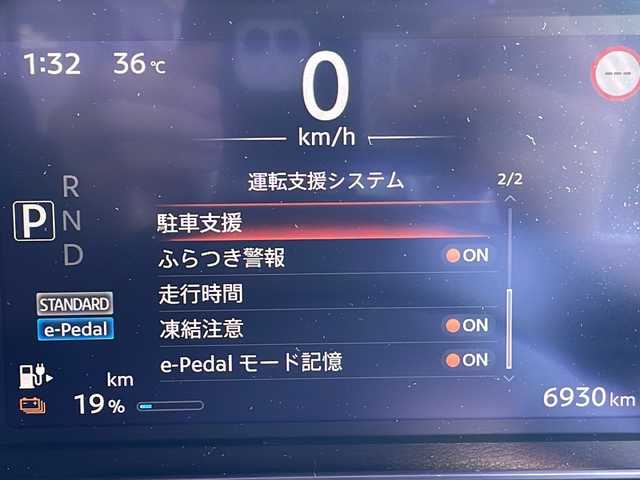 1:32 36℃
0
km/h
---
運転支援システム 2/2
R
P N
D
駐車支援
ふらつき警報 ON
走行時間
凍結注意 ON
e-Pedal モード記憶 ON
STANDARD
e-Pedal
km
19% 6930 km